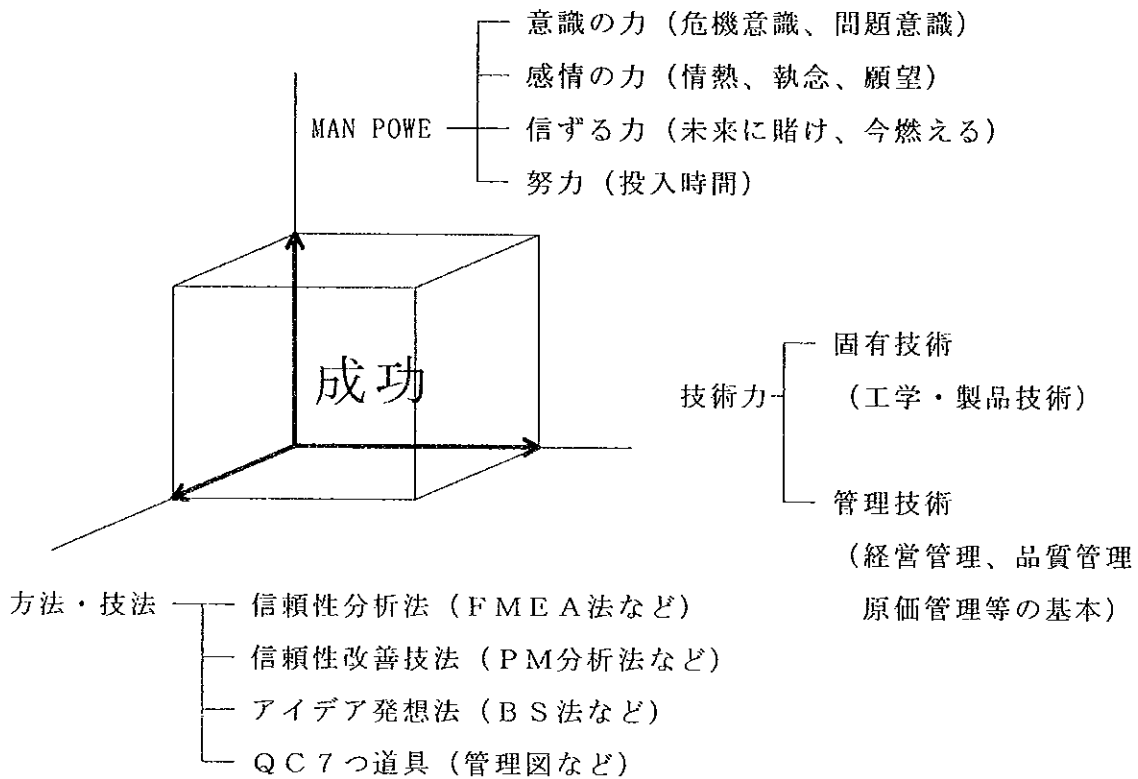 意識の力（危機意識、問題意識）
感情の力（情熱、執念、願望）
MAN POWE
信ずる力（未来に賭け、今燃える）
努力（投入時間）
成功
技術力
固有技術
（工学・製品技術）
管理技術
（経営管理、品質管理
原価管理等の基本）
方法・技法
信頼性分析法（ＦＭＥＡ法など）
信頼性改善技法（ＰＭ分析法など）
アイデア発想法（ＢＳ法など）
ＱＣ７つ道具（管理図など）